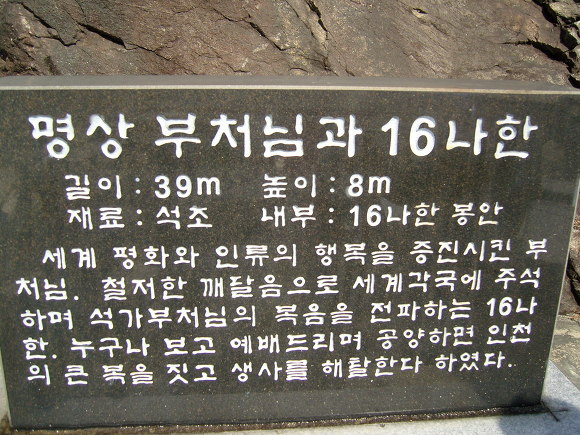 명상 부처님과 16나한
길이 : 39m 높이 : 8m
재료 : 석조 내부 : 16나한 봉안
세계 평화와 인류의 행복을 증진시킨 부
처님. 철저한 깨달음으로 세계각국에 주석
하며 석가부처님의 복음을 전파하는 16나
한. 누구나 보고 예배드리며 공양하면 인천
의 큰 복을 짓고 생사를 해탈한다 하였다.